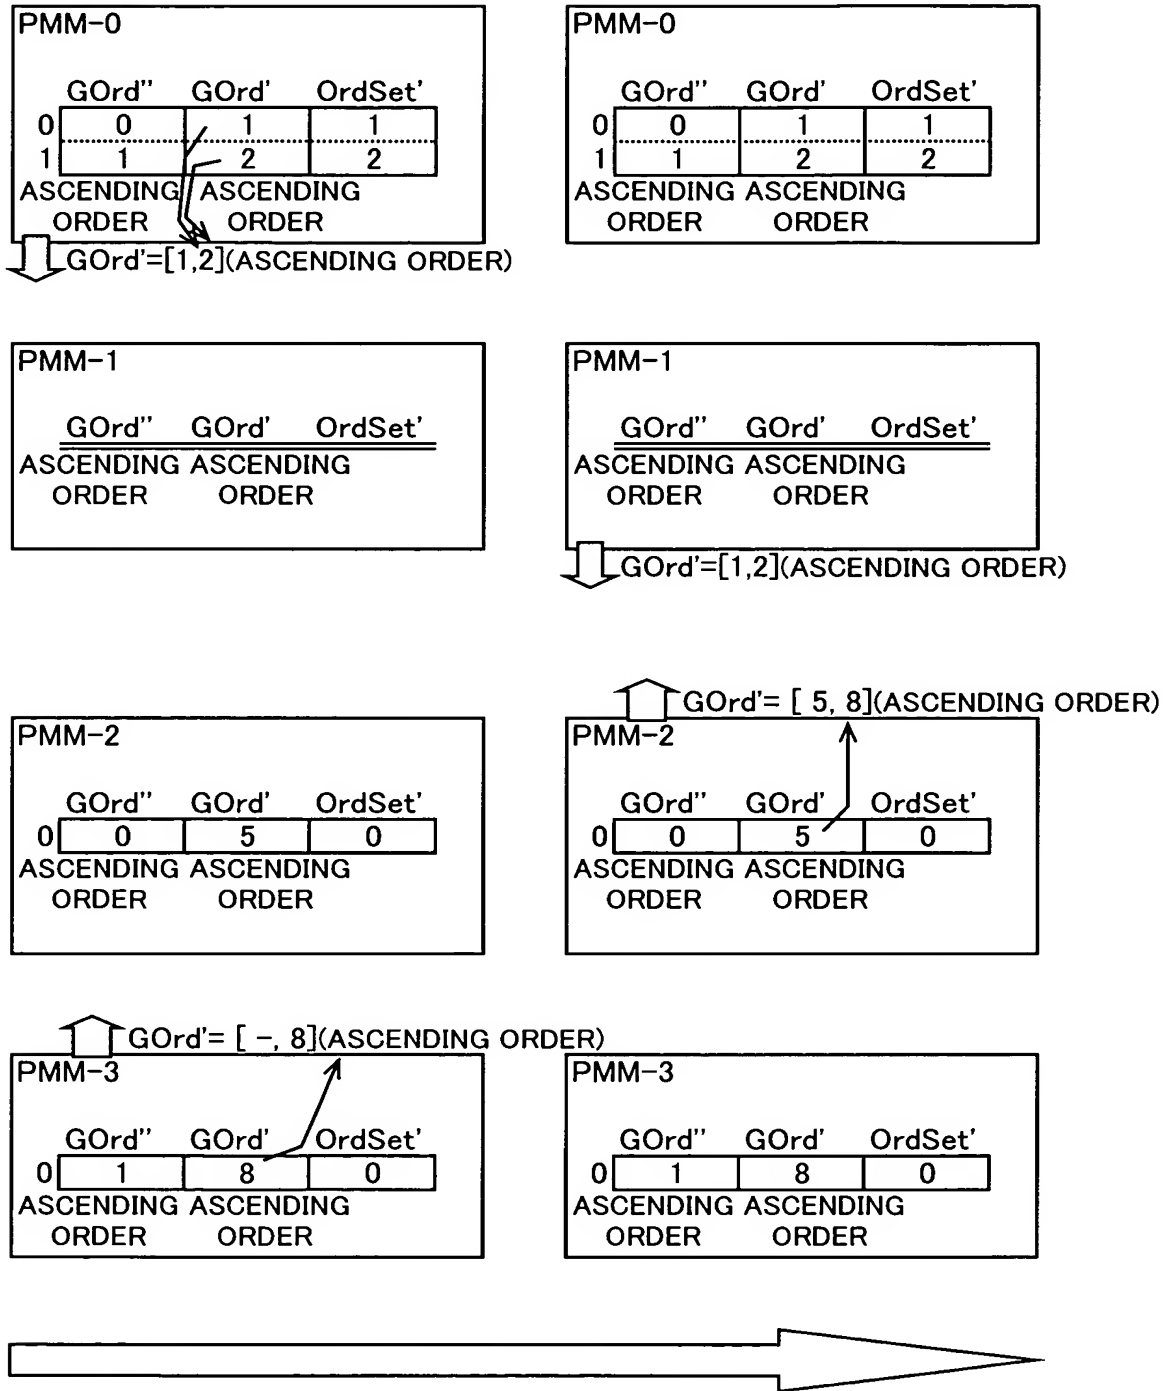 PMM-0
GOrd'' GOrd' OrdSet'
0 0 1 1
1 1 2 2
ASCENDING ASCENDING
ORDER ORDER
GOrd'=[1,2](ASCENDING ORDER)
PMM-1
GOrd'' GOrd' OrdSet'
ASCENDING ASCENDING
ORDER ORDER
PMM-2
GOrd'' GOrd' OrdSet'
0 0 5 0
ASCENDING ASCENDING
ORDER ORDER
GOrd'= [ -, 8](ASCENDING ORDER)
PMM-3
GOrd'' GOrd' OrdSet'
0 1 8 0
ASCENDING ASCENDING
ORDER ORDER
PMM-0
GOrd'' GOrd' OrdSet'
0 0 1 1
1 1 2 2
ASCENDING ASCENDING
ORDER ORDER
PMM-1
GOrd'' GOrd' OrdSet'
ASCENDING ASCENDING
ORDER ORDER
GOrd'=[1,2](ASCENDING ORDER)
GOrd'= [ 5, 8](ASCENDING ORDER)
PMM-2
GOrd'' GOrd' OrdSet'
0 0 5 0
ASCENDING ASCENDING
ORDER ORDER
PMM-3
GOrd'' GOrd' OrdSet'
0 1 8 0
ASCENDING ASCENDING
ORDER ORDER